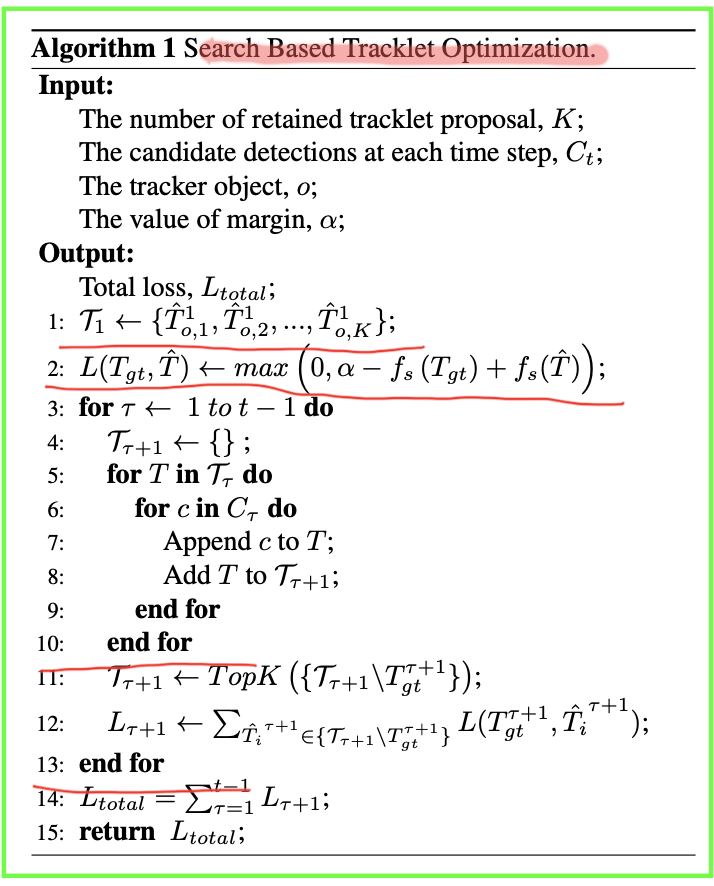 Algorithm 1 Search Based Tracklet Optimization.
Input:
The number of retained tracklet proposal, $K$;
The candidate detections at each time step, $C_t$;
The tracker object, $o$;
The value of margin, $\alpha$;
Output:
Total loss, $L_{total}$;
1: $\mathcal{T}_1 \leftarrow \{\hat{T}^1_{o,1}, \hat{T}^1_{o,2}, ..., \hat{T}^1_{o,K}\}$;
2: $L(T_{gt}, \hat{T}) \leftarrow max\left(0, \alpha - f_s(T_{gt}) + f_s(\hat{T})\right)$;
3: for $\tau \leftarrow$ 1 to $t - 1$ do
4: $\mathcal{T}_{\tau+1} \leftarrow \{\}$ ;
5: for $T$ in $\mathcal{T}_\tau$ do
6: for $c$ in $C_\tau$ do
7: Append $c$ to $T$;
8: Add $T$ to $\mathcal{T}_{\tau+1}$;
9: end for
10: end for
11: $\mathcal{T}_{\tau+1} \leftarrow TopK\left(\{\mathcal{T}_{\tau+1} \backslash T^{\tau+1}_{gt}\}\right)$;
12: $L_{\tau+1} \leftarrow \sum_{\hat{T}_i^{\tau+1} \in \{\mathcal{T}_{\tau+1} \backslash T^{\tau+1}_{gt}\}} L(T^{\tau+1}_{gt}, \hat{T}_i^{\tau+1})$;
13: end for
14: $L_{total} = \sum_{\tau=1}^{t-1} L_{\tau+1}$;
15: return $L_{total}$;